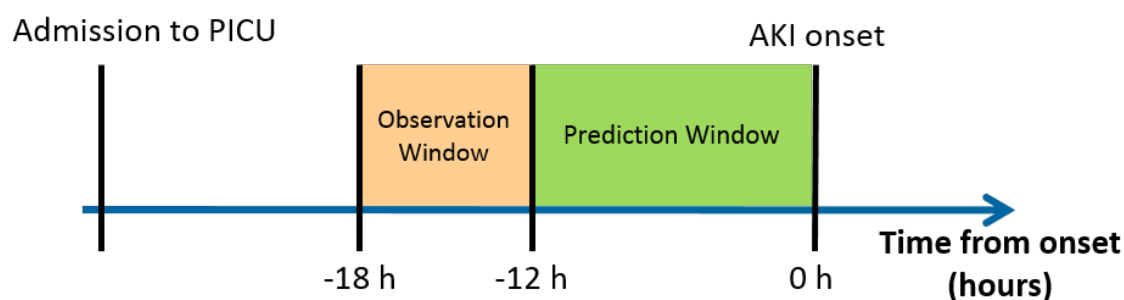 Admission to PICU
AKI onset
Observation
Window
Prediction Window
-18 h
-12 h
0 h
Time from onset
(hours)